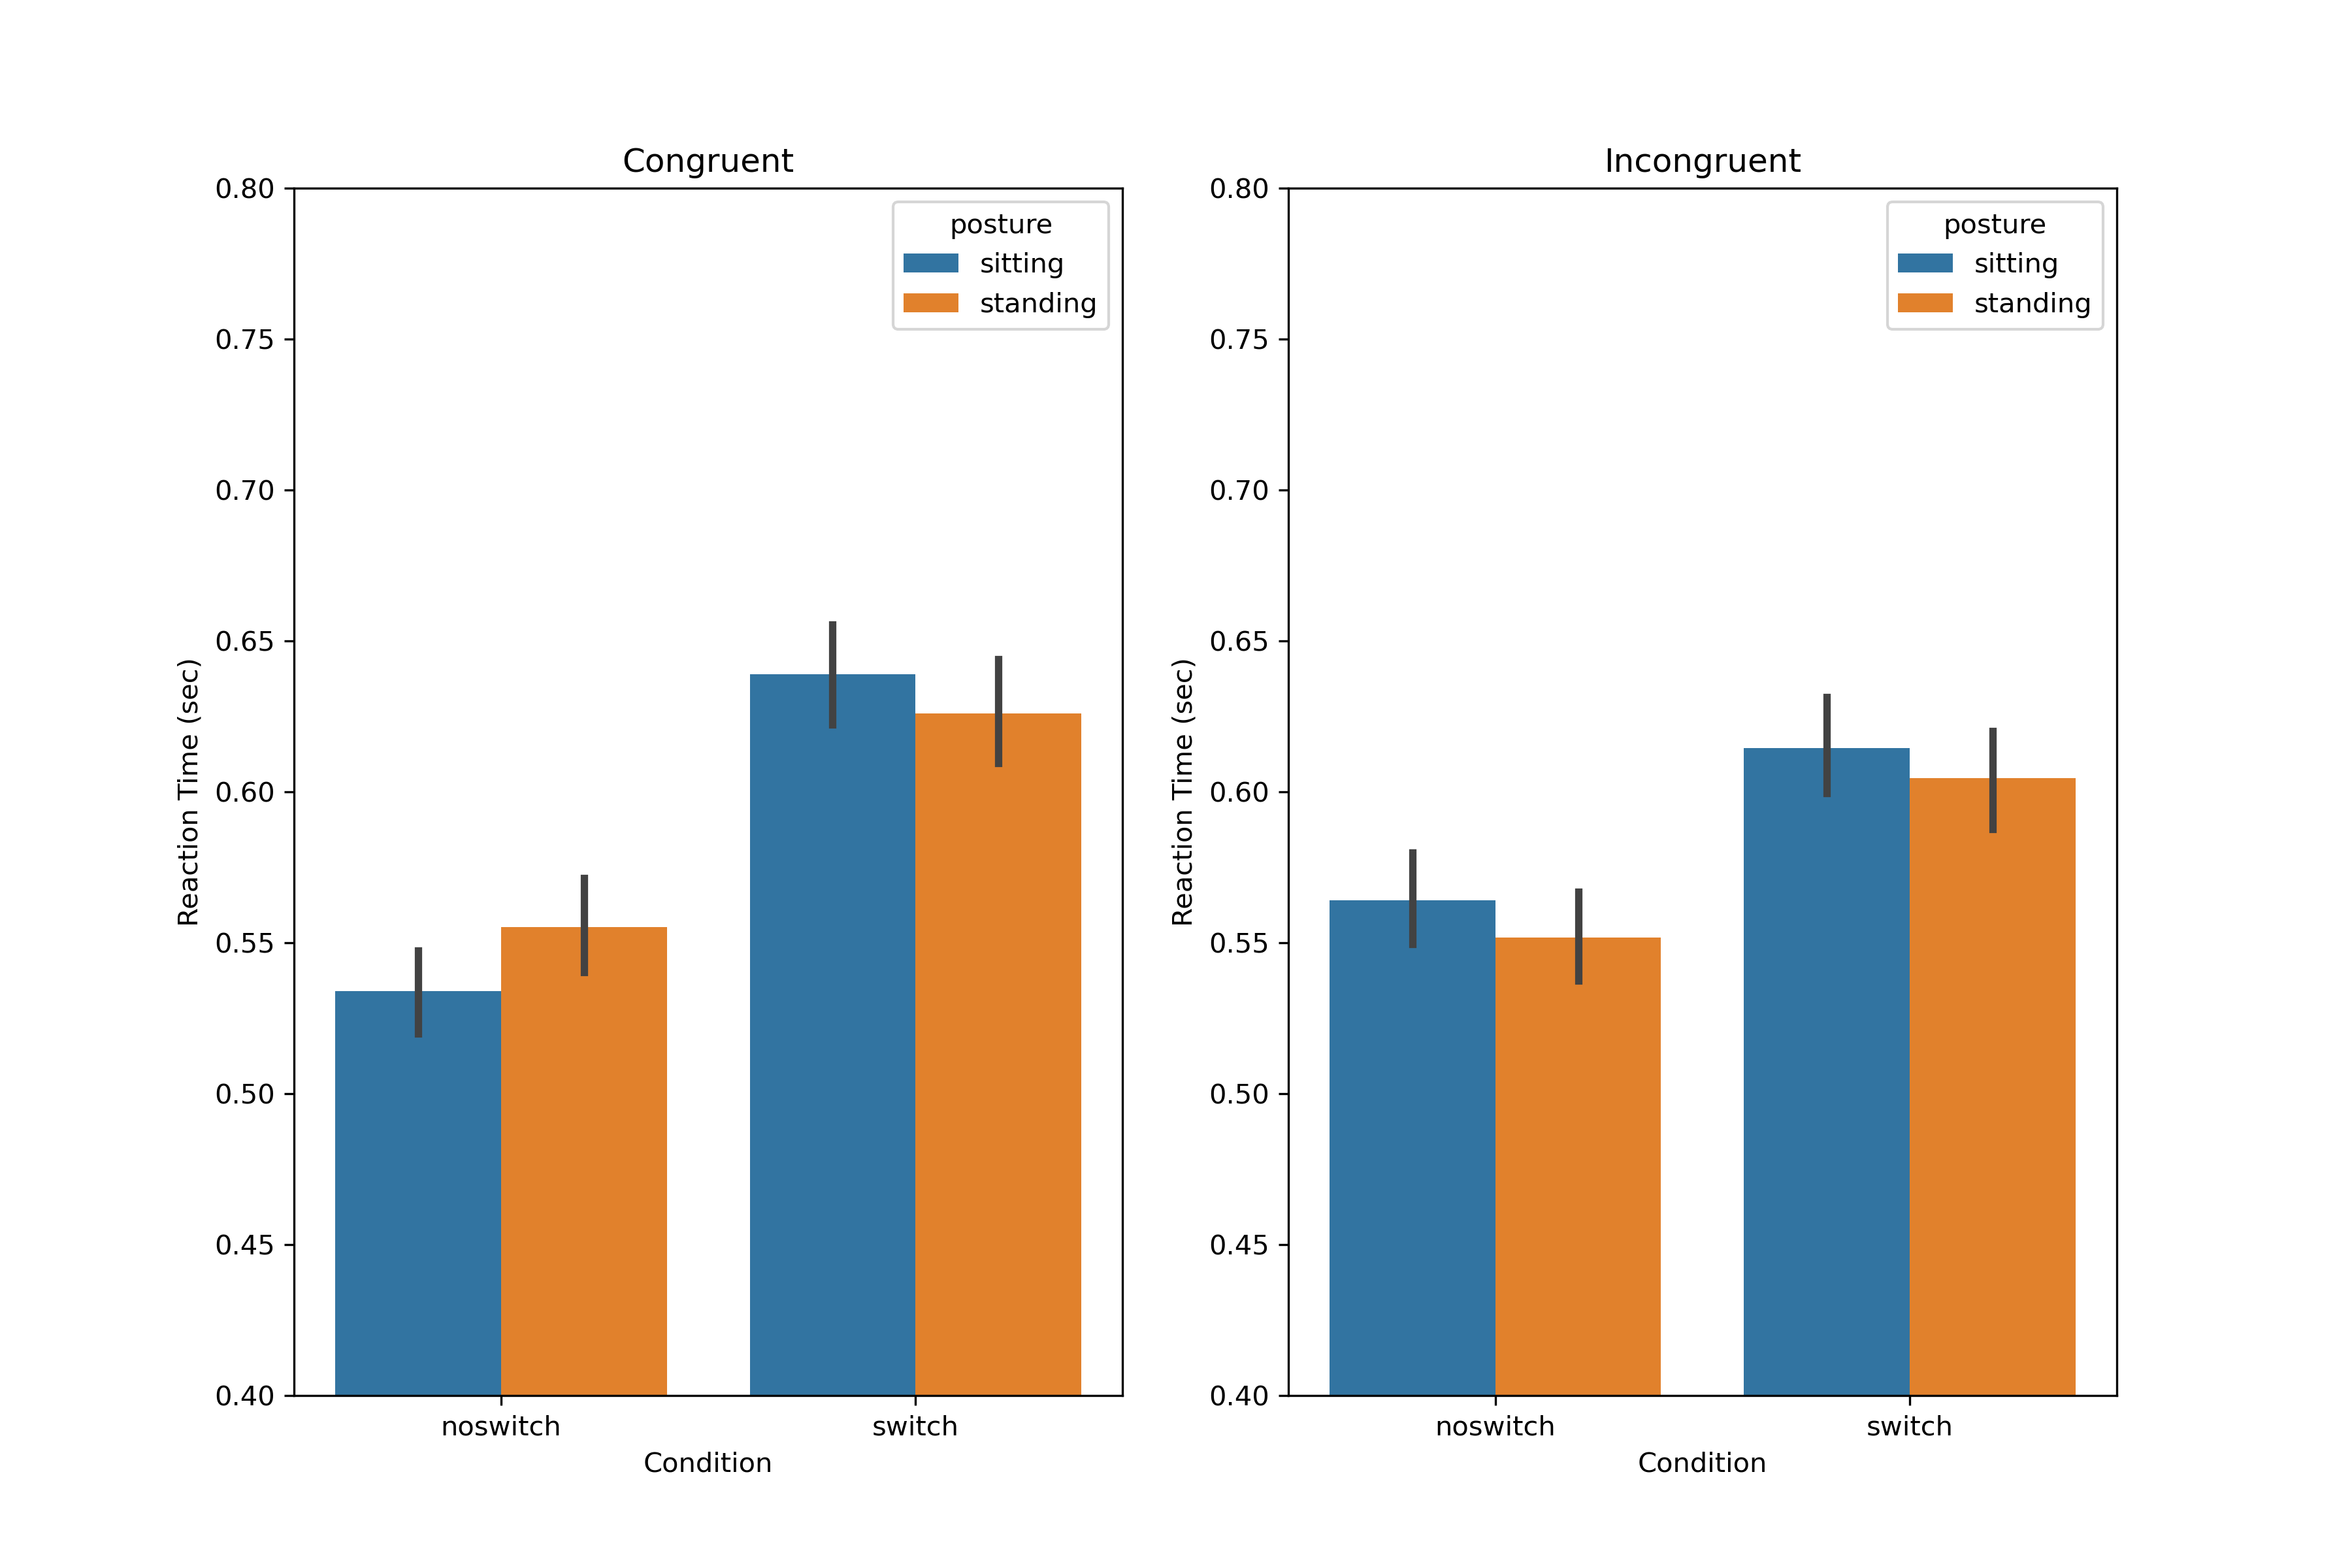 Congruent
0.80
0.75
0.70
0.65
0.60
0.55
0.50
0.45
0.40
Reaction Time (sec)
posture
sitting
standing
noswitch switch
Condition
Incongruent
0.80
0.75
0.70
0.65
0.60
0.55
0.50
0.45
0.40
Reaction Time (sec)
posture
sitting
standing
noswitch switch
Condition